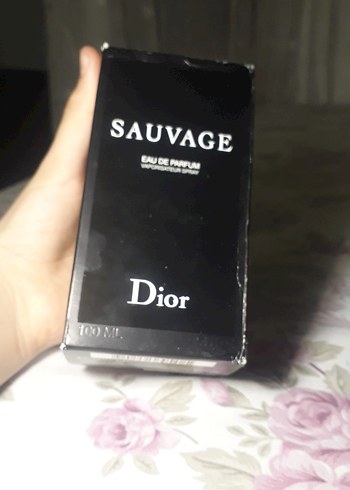 SAUVAGE
EAU DE PARFUM
VAPORISATEUR SPRAY
Dior
100 ML